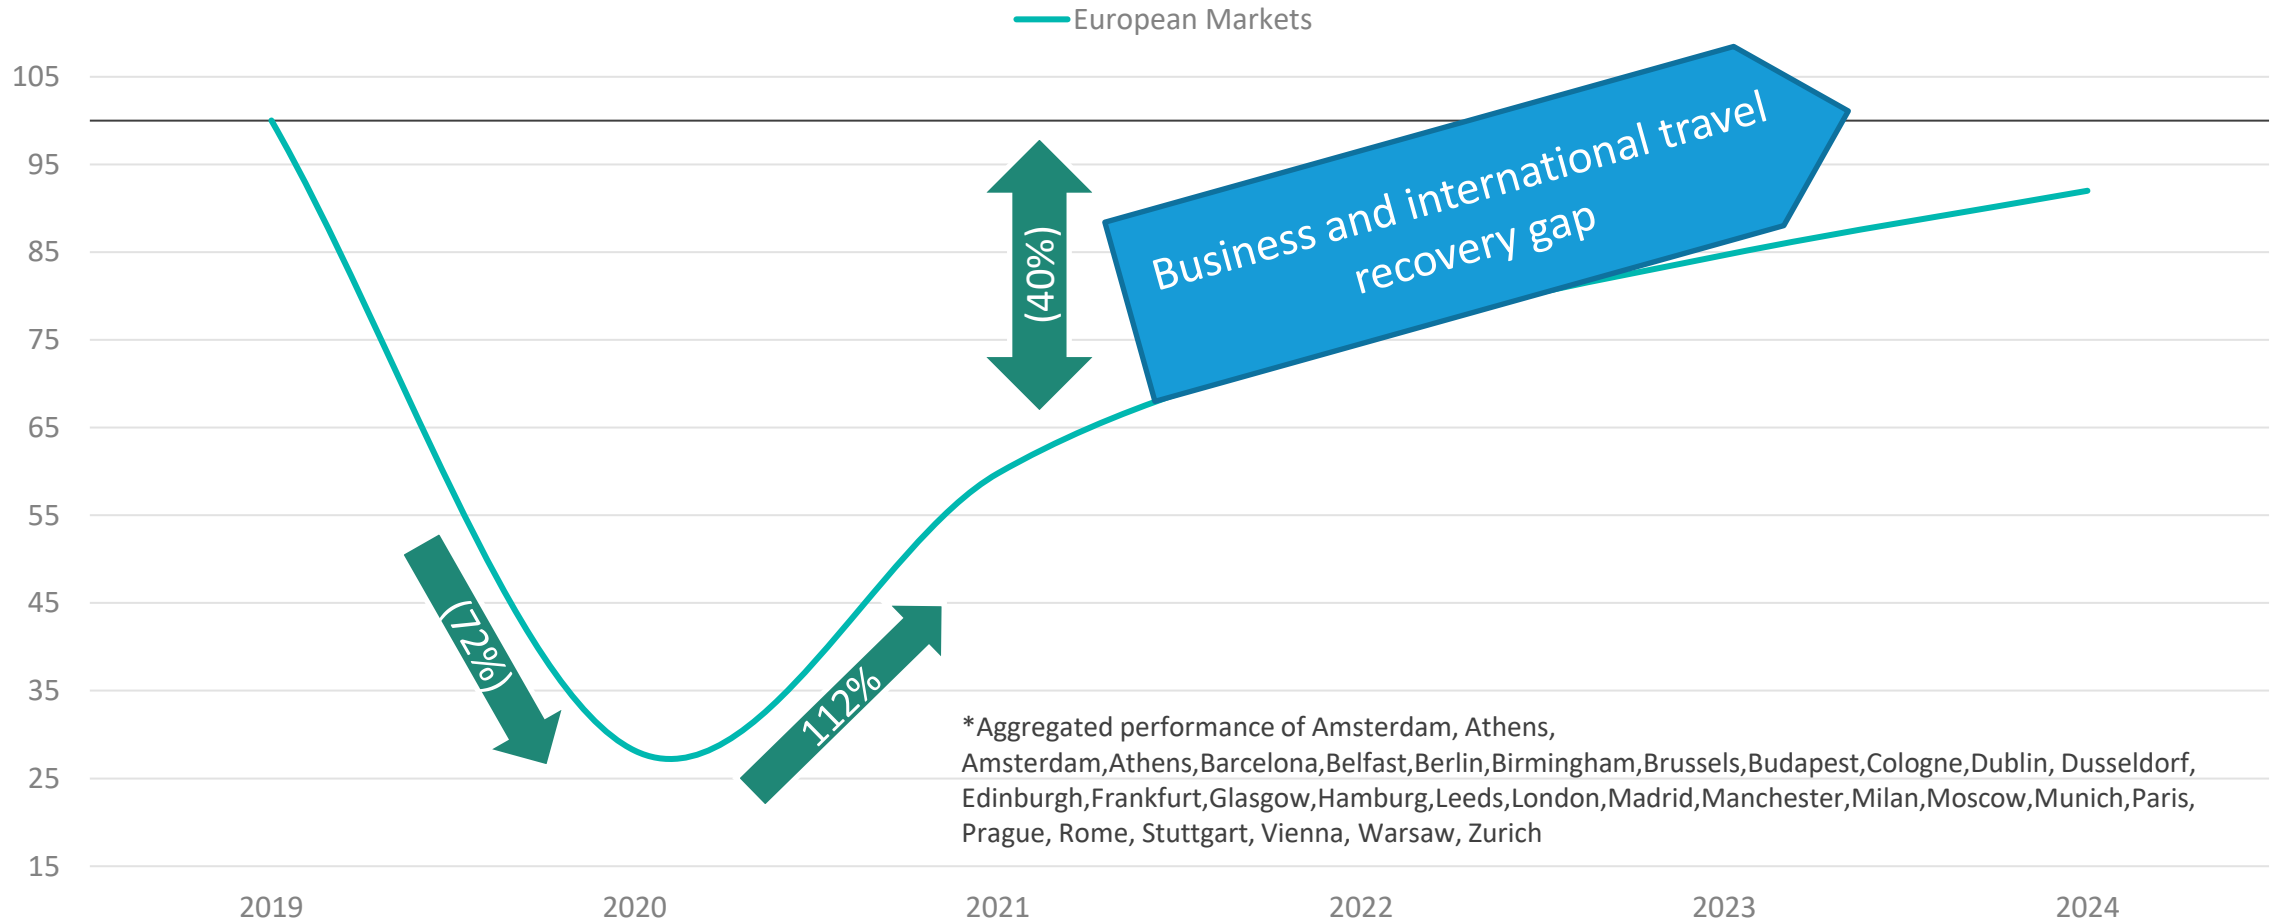 European Markets
105
95
85
75
65
55
45
35
25
15
(72%)
112%
(40%)
Business and international travel
recovery gap
*Aggregated performance of Amsterdam, Athens,
Amsterdam,Athens,Barcelona,Belfast,Berlin,Birmingham,Brussels,Budapest,Cologne,Dublin, Dusseldorf,
Edinburgh,Frankfurt,Glasgow,Hamburg,Leeds,London,Madrid,Manchester,Milan,Moscow,Munich,Paris,
Prague, Rome, Stuttgart, Vienna, Warsaw, Zurich
2019 2020 2021 2022 2023 2024